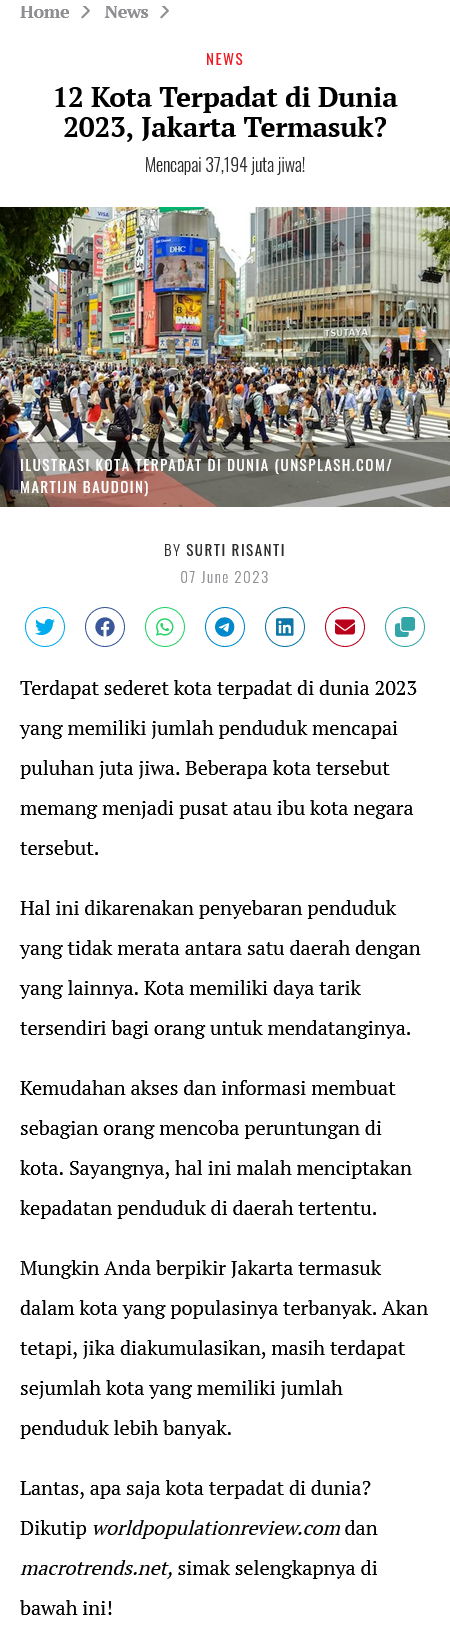 Home > News >
NEWS
12 Kota Terpadat di Dunia
2023, Jakarta Termasuk?
Mencapai 37,194 juta jiwa!
VISA
DHC
TSUTAYA
ILUSTRASI KOTA TERPADAT DI DUNIA (UNSPLASH.COM/
MARTIJN BAUDOIN)
BY SURTI RISANTI
07 June 2023
Terdapat sederet kota terpadat di dunia 2023
yang memiliki jumlah penduduk mencapai
puluhan juta jiwa. Beberapa kota tersebut
memang menjadi pusat atau ibu kota negara
tersebut.
Hal ini dikarenakan penyebaran penduduk
yang tidak merata antara satu daerah dengan
yang lainnya. Kota memiliki daya tarik
tersendiri bagi orang untuk mendatanginya.
Kemudahan akses dan informasi membuat
sebagian orang mencoba peruntungan di
kota. Sayangnya, hal ini malah menciptakan
kepadatan penduduk di daerah tertentu.
Mungkin Anda berpikir Jakarta termasuk
dalam kota yang populasinya terbanyak. Akan
tetapi, jika diakumulasikan, masih terdapat
sejumlah kota yang memiliki jumlah
penduduk lebih banyak.
Lantas, apa saja kota terpadat di dunia?
Dikutip worldpopulationreview.com dan
macrotrends.net, simak selengkapnya di
bawah ini!